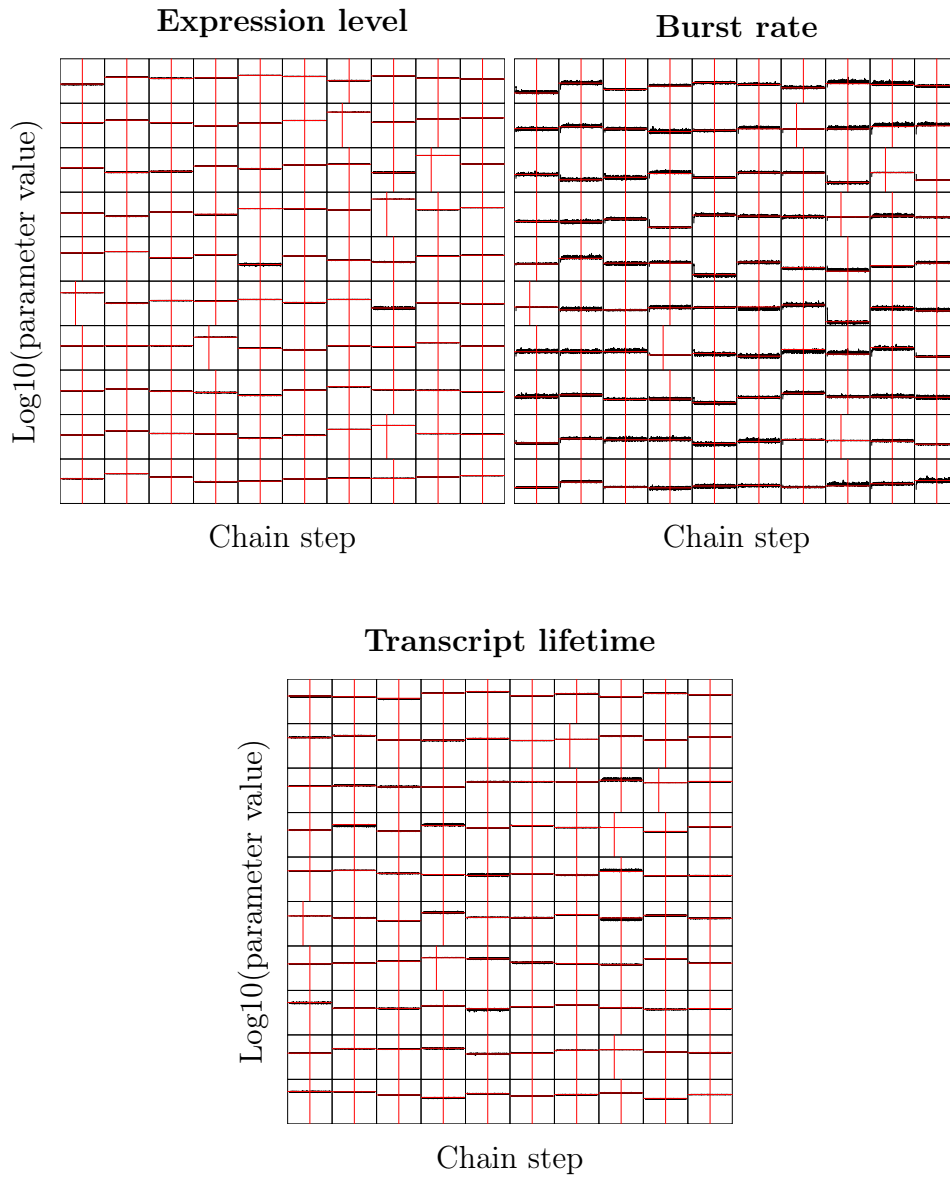 Expression level
Burst rate
Log10(parameter value)
Chain step
Chain step
Transcript lifetime
Log10(parameter value)
Chain step